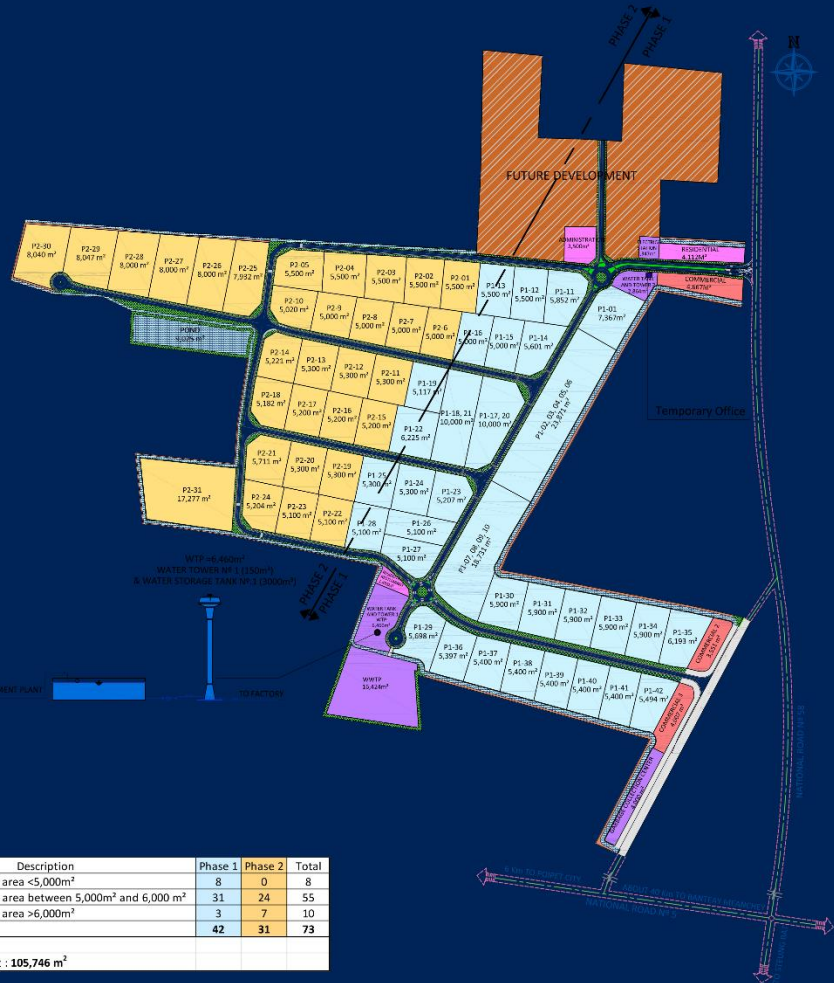 PHASE 2
PHASE 1
N
FUTURE DEVELOPMENT
RESIDENTIAL
4,112M²
COMMERCIAL
Temporary Office
P2-30
8,040 m²
P2-29
8,047 m²
P2-28
8,000 m²
P2-27
8,000 m²
P2-26
8,000 m²
P2-25
7,932 m²
P2-05
5,500 m²
P2-04
5,500 m²
P2-03
5,500 m²
P2-02
5,500 m²
P2-01
5,500 m²
P1-13
5,500 m²
P1-12
5,500 m²
P1-11
5,852 m²
P1-01
7,367m²
P2-10
5,020 m²
P2-9
5,000 m²
P2-8
5,000 m²
P2-7
5,000 m²
P2-6
5,000 m²
P1-16
5,000 m²
P1-15
5,000 m²
P1-14
5,601 m²
POND
P2-14
5,221 m²
P2-13
5,300 m²
P2-12
5,300 m²
P2-11
5,300 m²
P1-19
5,117 m²
P1-18, 21
10,000 m²
P1-17, 20
10,000 m²
P1-02, 03, 04, 05, 06
23,871 m²
P2-18
5,182 m²
P2-17
5,200 m²
P2-16
5,200 m²
P2-15
5,200 m²
P1-22
6,225 m²
P2-21
5,711 m²
P2-20
5,300 m²
P2-19
5,300 m²
P1-25
5,300 m²
P1-24
5,300 m²
P1-23
5,207 m²
P2-31
17,277 m²
P2-24
5,204 m²
P2-23
5,100 m²
P2-22
5,100 m²
P1-28
5,100 m²
P1-26
5,100 m²
P1-27
5,100 m²
P1-07, 08, 09, 10
18,731 m²
WTP =6,460m²
WATER TOWER Nº 1 (150m³)
& WATER STORAGE TANK Nº 1 (3000m³)
PHASE 2
PHASE 1
P1-30
5,900 m²
P1-31
5,900 m²
P1-32
5,900 m²
P1-33
5,900 m²
P1-34
5,900 m²
P1-35
6,193 m²
COMMERCIAL 2
P1-29
5,698 m²
P1-36
5,397 m²
P1-37
5,400 m²
P1-38
5,400 m²
P1-39
5,400 m²
P1-40
5,400 m²
P1-41
5,400 m²
P1-42
5,494 m²
COMMERCIAL 3
GARBAGE COLLECTION CENTER
WWTP
TO FACTORY
NATIONAL ROAD Nº 58
NATIONAL ROAD Nº 5
Description Phase 1 Phase 2 Total
area <5,000m² 8 0 8
area between 5,000m² and 6,000 m² 31 24 55
area >6,000m² 3 7 10
42 31 73
: 105,746 m²